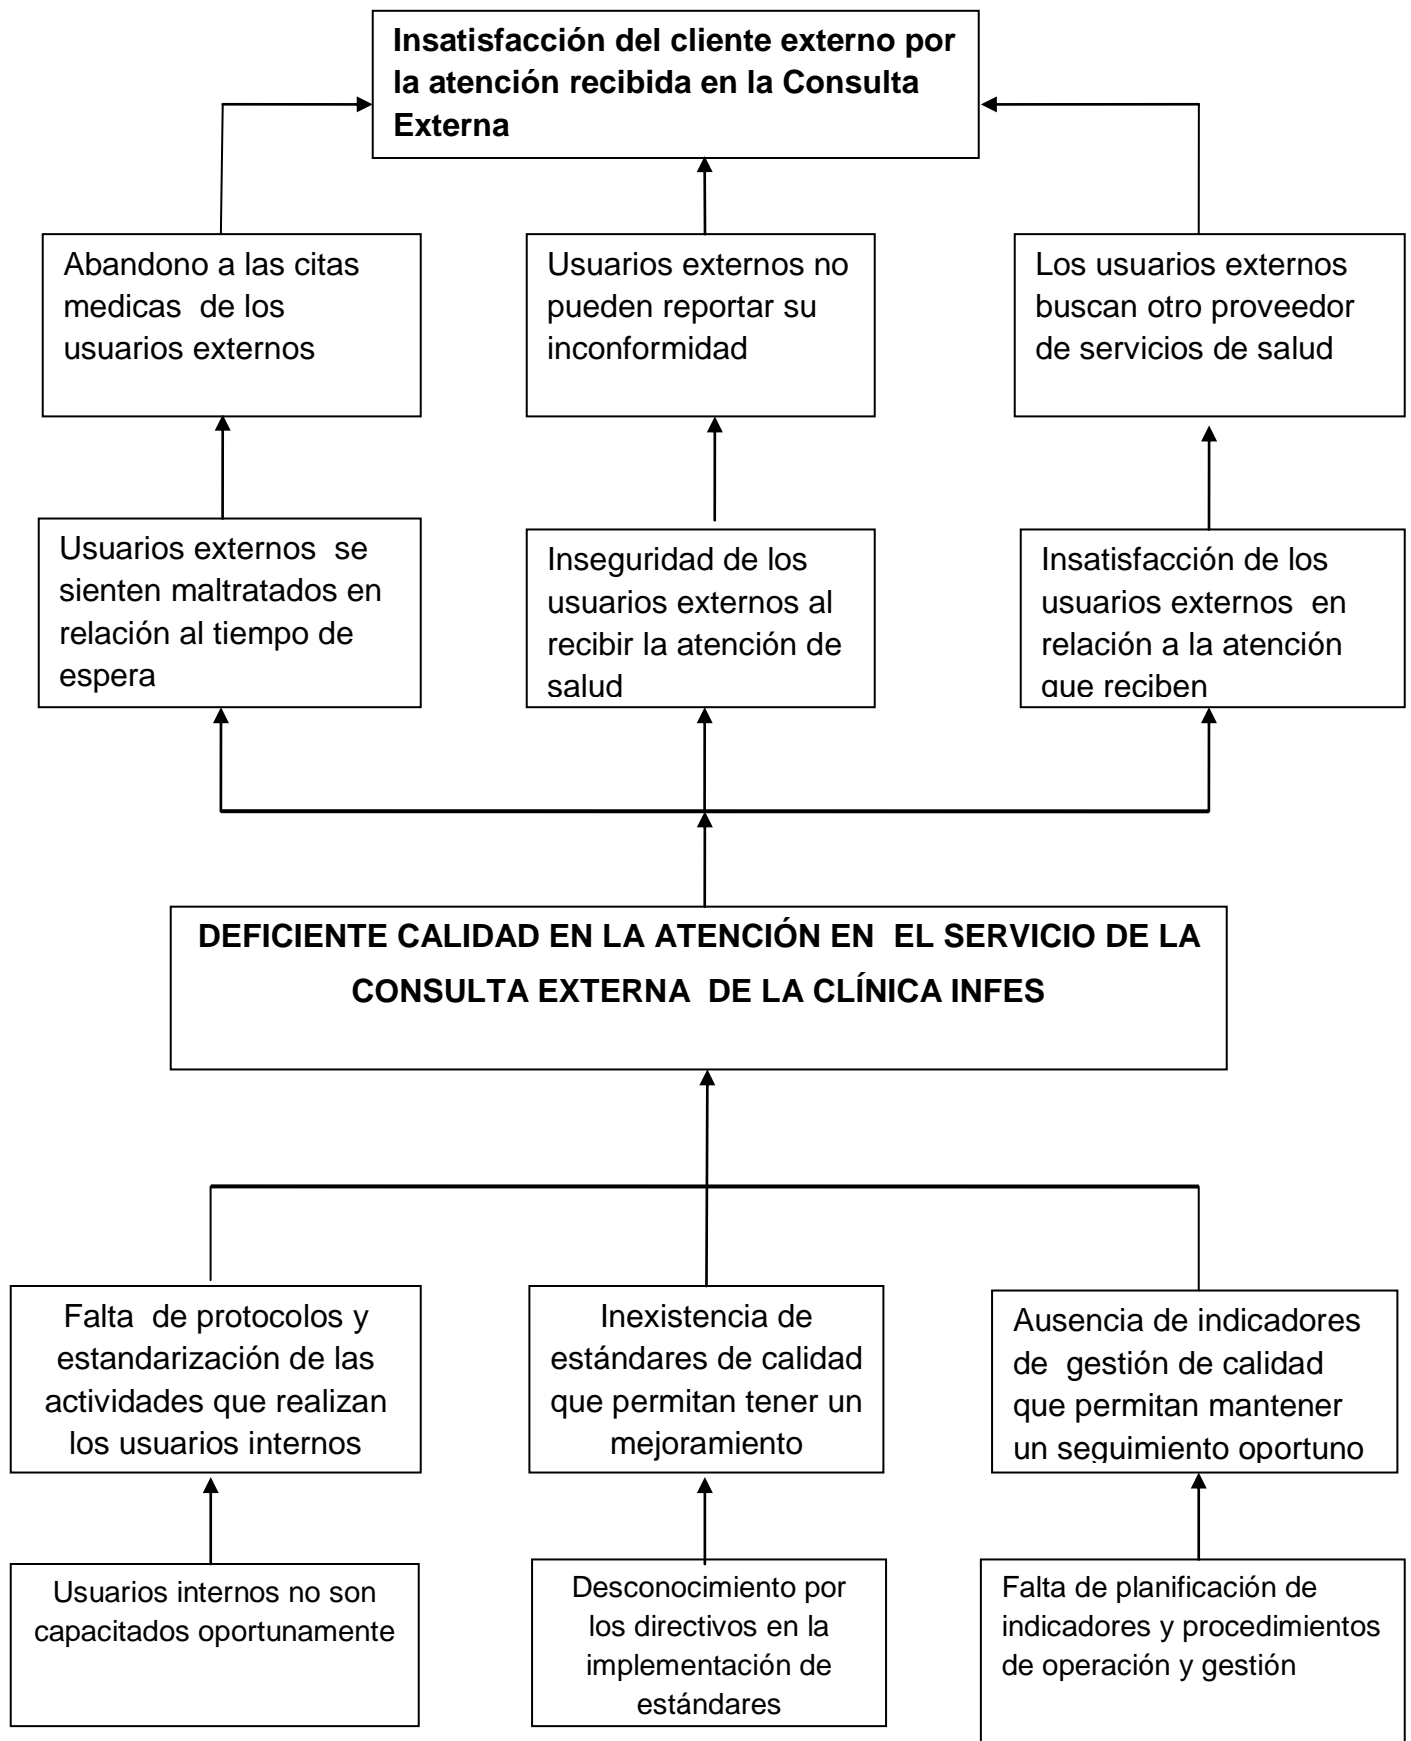 Insatisfacción del cliente externo por
la atención recibida en la Consulta
Externa
Abandono a las citas
medicas de los
usuarios externos
Usuarios externos no
pueden reportar su
inconformidad
Los usuarios externos
buscan otro proveedor
de servicios de salud
Usuarios externos se
sienten maltratados en
relación al tiempo de
espera
Inseguridad de los
usuarios externos al
recibir la atención de
salud
Insatisfacción de los
usuarios externos en
relación a la atención
que reciben
DEFICIENTE CALIDAD EN LA ATENCIÓN EN EL SERVICIO DE LA
CONSULTA EXTERNA DE LA CLÍNICA INFES
Falta de protocolos y
estandarización de las
actividades que realizan
los usuarios internos
Inexistencia de
estándares de calidad
que permitan tener un
mejoramiento
Ausencia de indicadores
de gestión de calidad
que permitan mantener
un seguimiento oportuno
Usuarios internos no son
capacitados oportunamente
Desconocimiento por
los directivos en la
implementación de
estándares
Falta de planificación de
indicadores y procedimientos
de operación y gestión